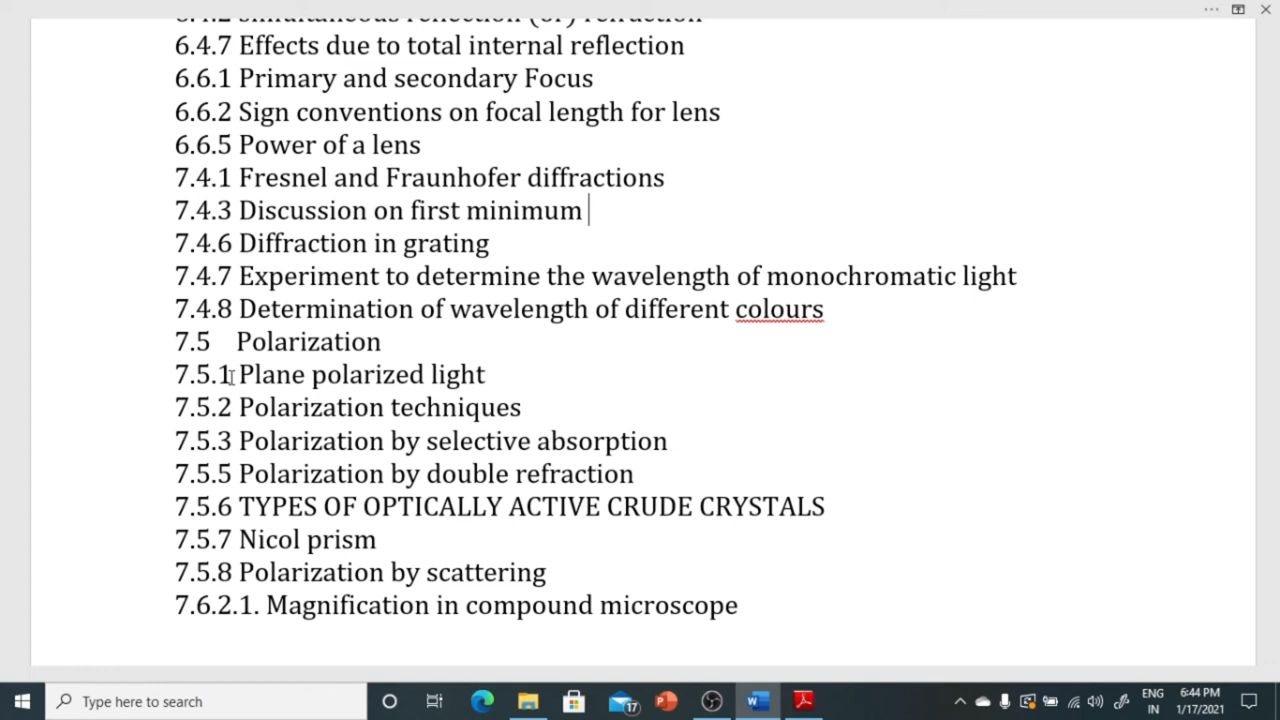 6.4.7 Effects due to total internal reflection
6.6.1 Primary and secondary Focus
6.6.2 Sign conventions on focal length for lens
6.6.5 Power of a lens
7.4.1 Fresnel and Fraunhofer diffractions
7.4.3 Discussion on first minimum
7.4.6 Diffraction in grating
7.4.7 Experiment to determine the wavelength of monochromatic light
7.4.8 Determination of wavelength of different colours
7.5 Polarization
7.5.1 Plane polarized light
7.5.2 Polarization techniques
7.5.3 Polarization by selective absorption
7.5.5 Polarization by double refraction
7.5.6 TYPES OF OPTICALLY ACTIVE CRUDE CRYSTALS
7.5.7 Nicol prism
7.5.8 Polarization by scattering
7.6.2.1. Magnification in compound microscope
Type here to search
17
ENG
IN
6:44 PM
1/17/2021